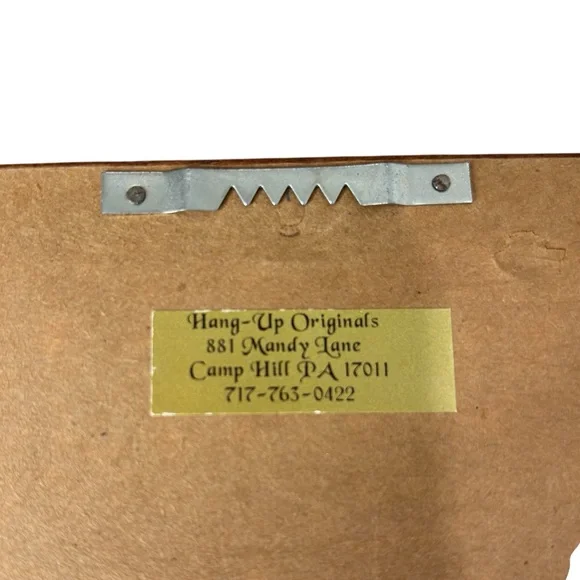 Hang-Up Originals
881 Mandy Lane
Camp Hill PA 17011
717-763-0422